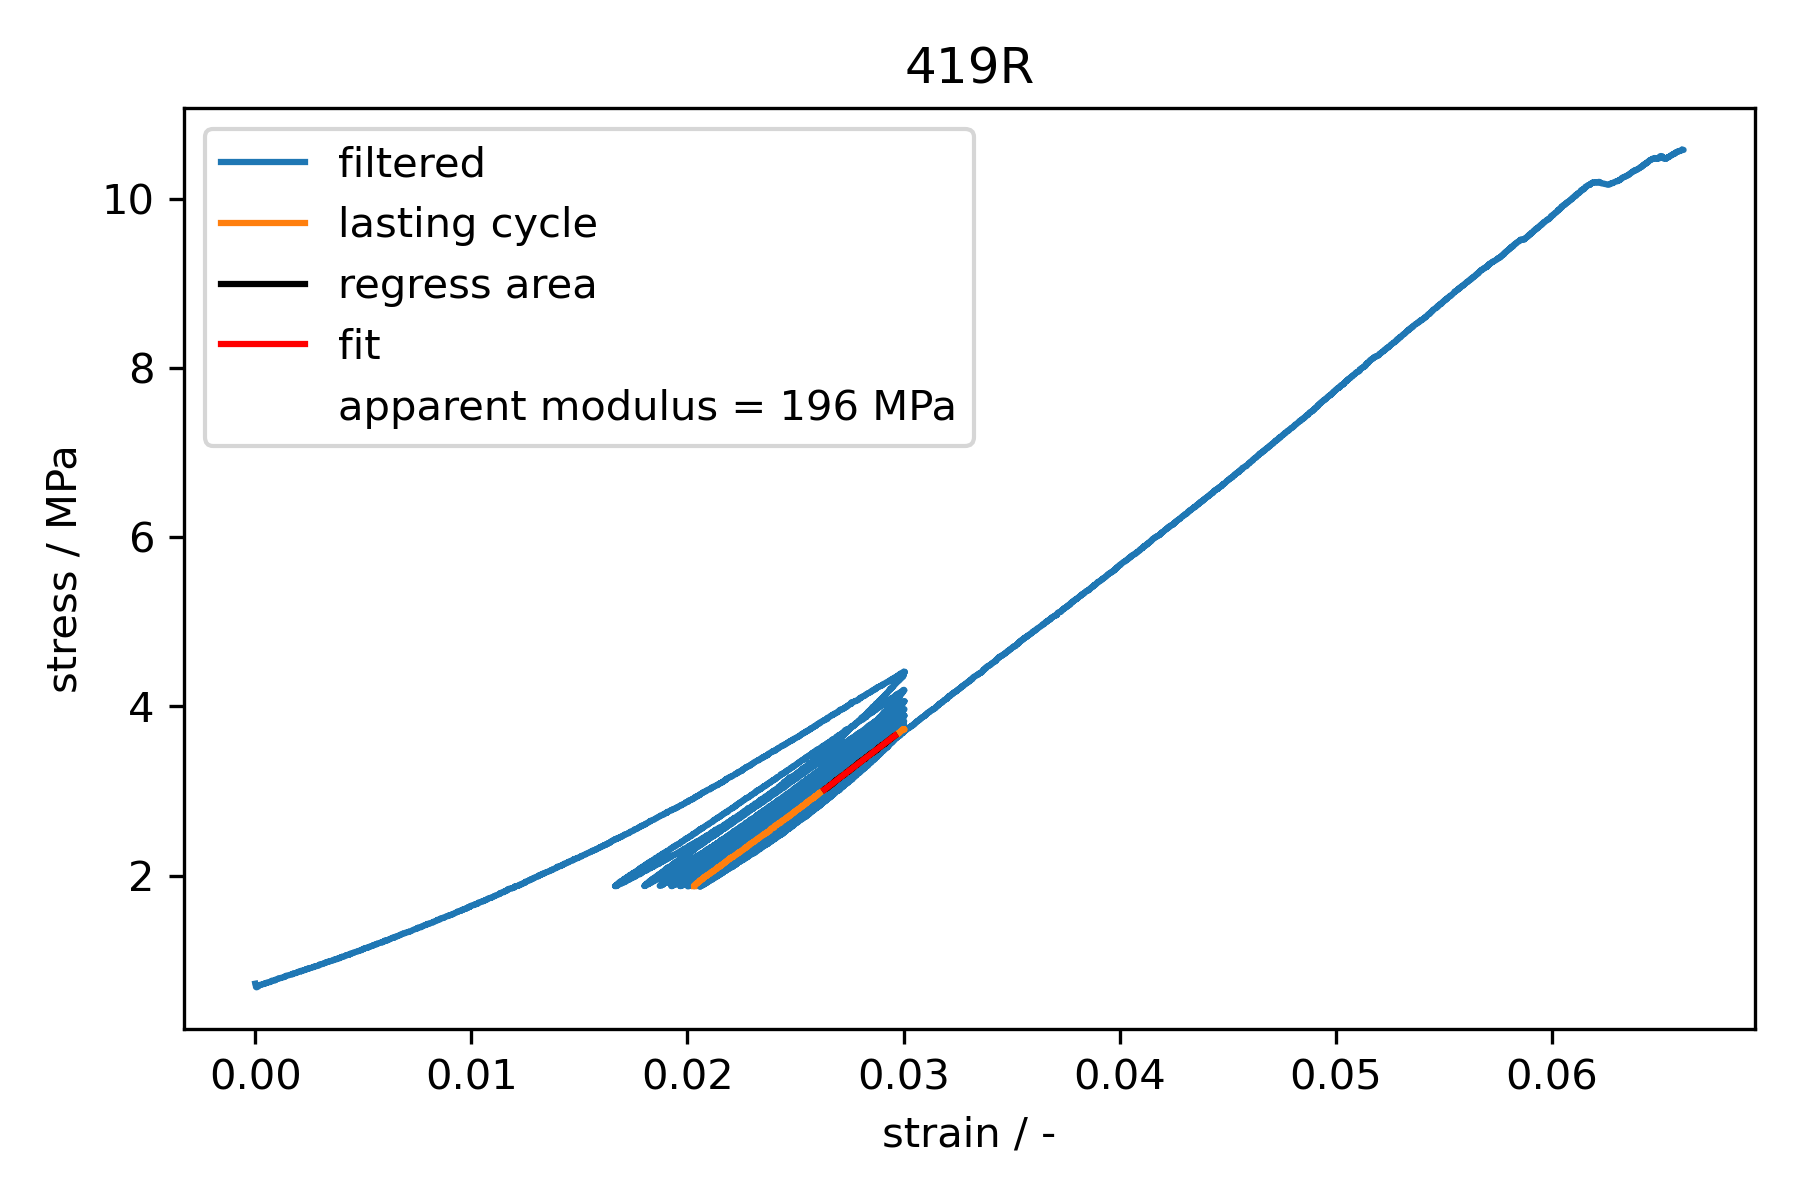 419R
filtered
lasting cycle
regress area
fit
apparent modulus = 196 MPa
stress / MPa
10
8
6
4
2
0.00 0.01 0.02 0.03 0.04 0.05 0.06
strain / -